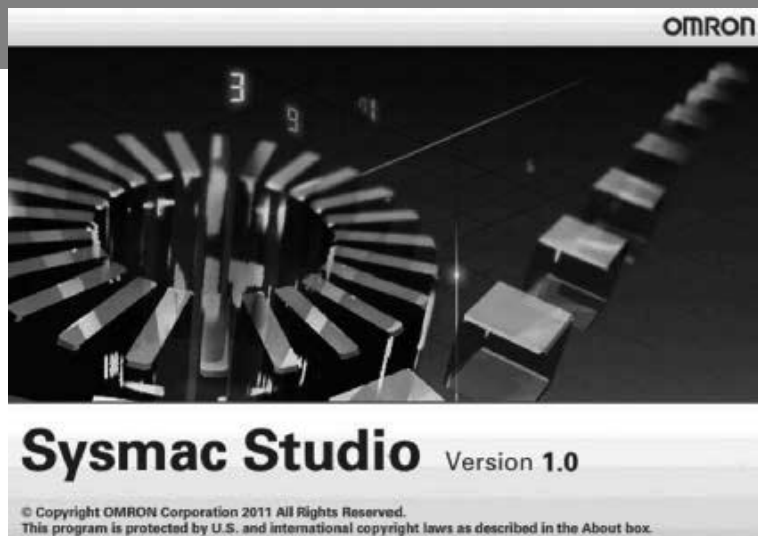 OMRON
3
9
Sysmac Studio Version 1.0
© Copyright OMRON Corporation 2011 All Rights Reserved.
This program is protected by U.S. and international copyright laws as described in the About box.